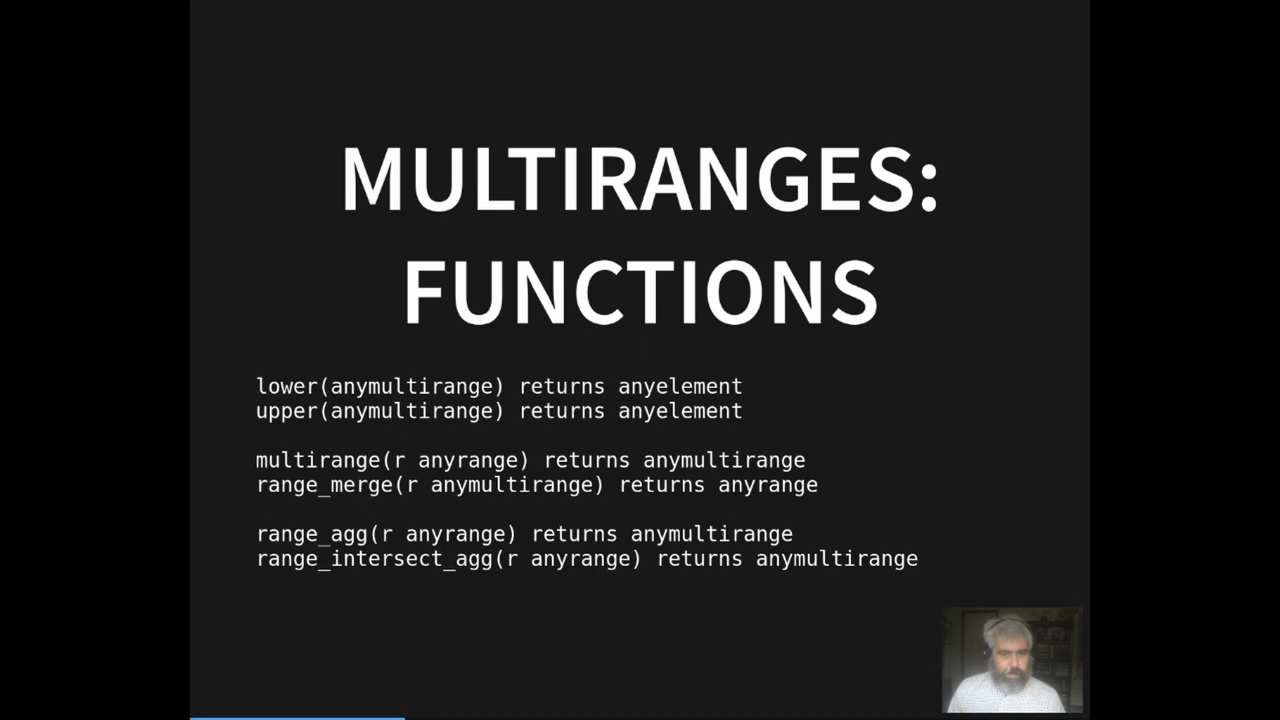 MULTIRANGES:
FUNCTIONS
lower(anymultirange) returns anyelement
upper(anymultirange) returns anyelement
multirange(r anyrange) returns anymultirange
range_merge(r anymultirange) returns anyrange
range_agg(r anyrange) returns anymultirange
range_intersect_agg(r anyrange) returns anymultirange